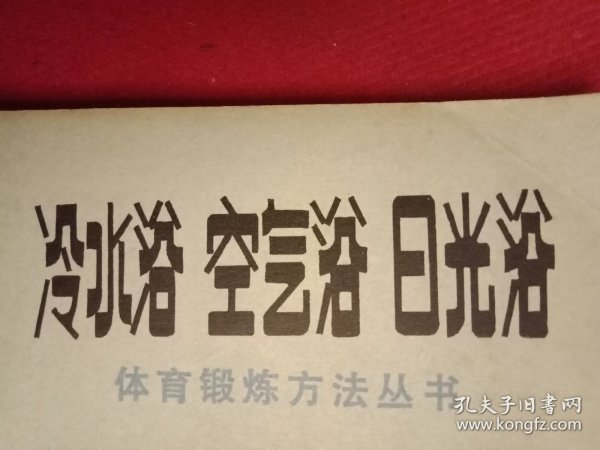 冷水浴 空气浴 日光浴
体育锻炼方法丛书
孔夫子旧书网
www.kongfz.com